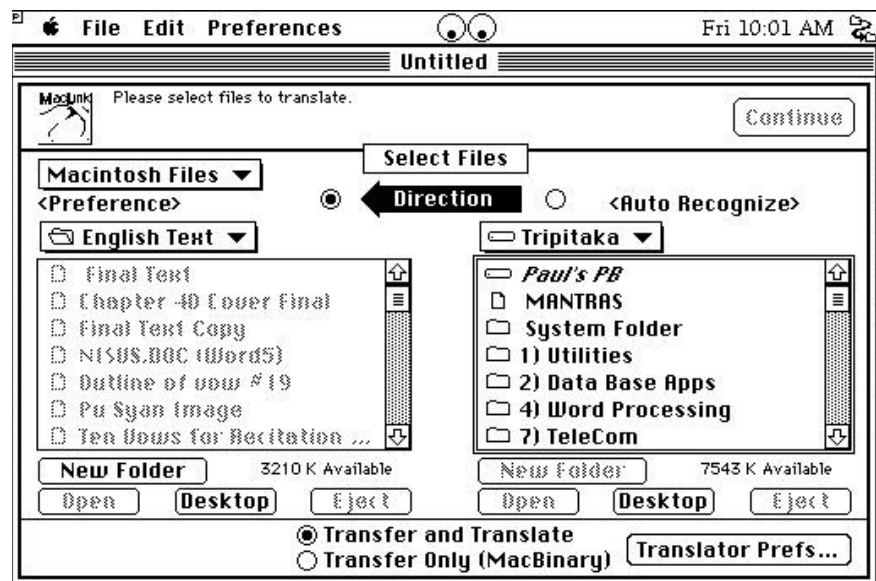 File Edit Preferences Fri 10:01 AM
Untitled
MacLink
Please select files to translate.
Continue
Select Files
Macintosh Files
<Preference>
Direction
<Auto Recognize>
English Text
Final Text
Chapter 40 Cover Final
Final Text Copy
NISUS.DOC (Word5)
Outline of vow #19
Pu Syan Image
Ten Vows for Recitation ...
New Folder 3210 K Available
Open Desktop Eject
Tripitaka
Paul's PB
MANTRAS
System Folder
1) Utilities
2) Data Base Apps
4) Word Processing
7) TeleCom
New Folder 7543 K Available
Open Desktop Eject
Transfer and Translate
Transfer Only (MacBinary)
Translator Prefs...